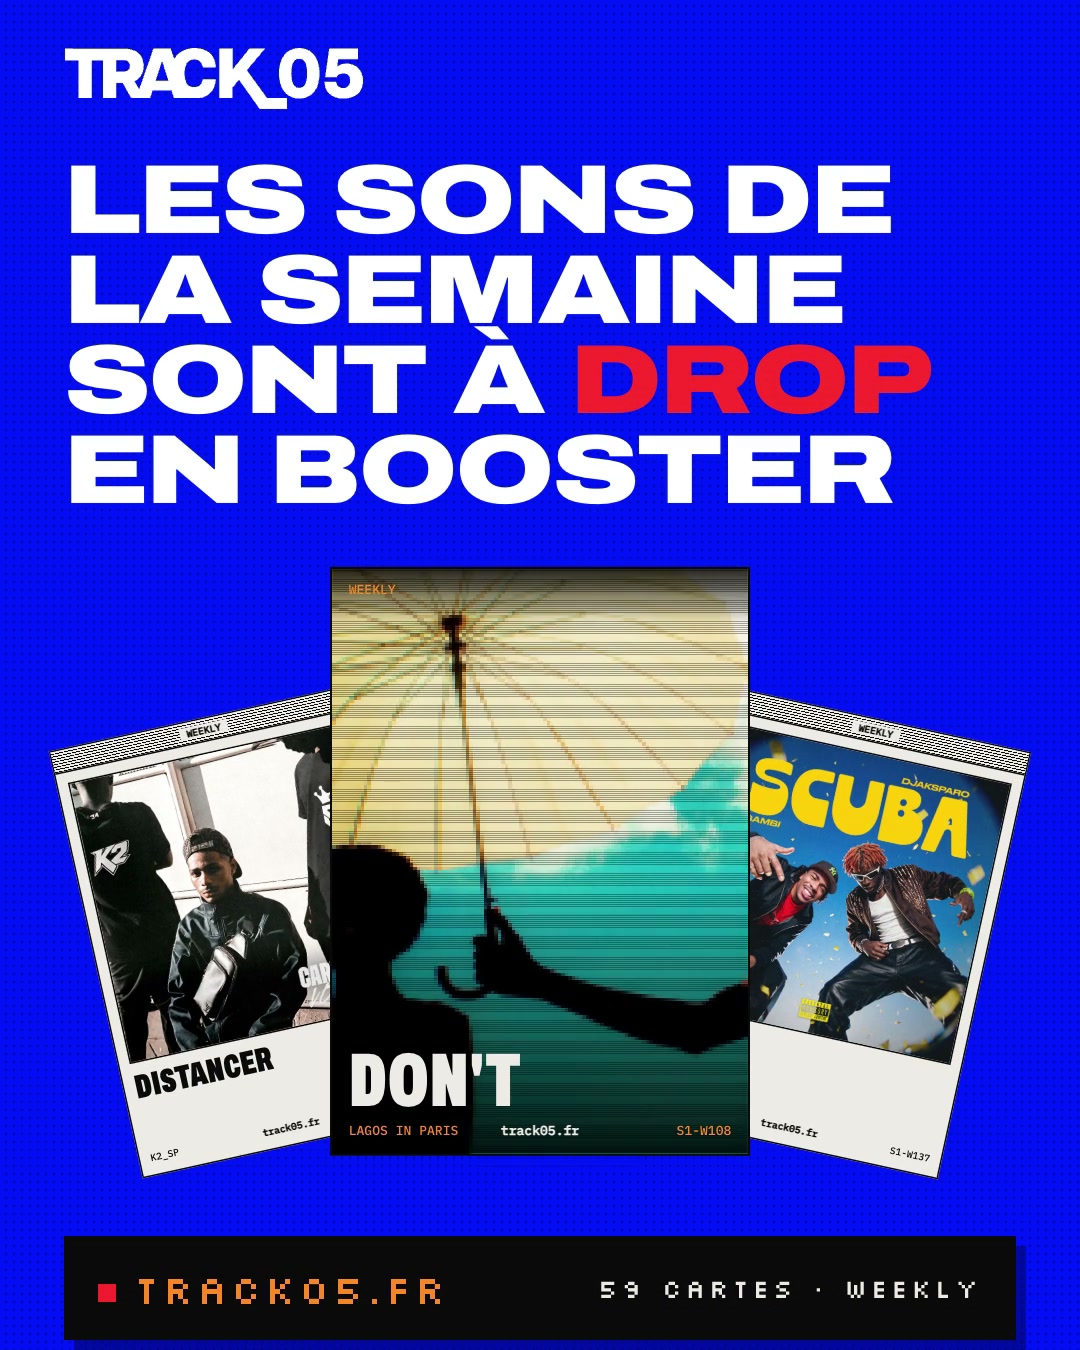 TRACK_05
LES SONS DE
LA SEMAINE
SONT À DROP
EN BOOSTER
WEEKLY
K2
DISTANCER
track05.fr
K2_SP
WEEKLY
DON'T
LAGOS IN PARIS track05.fr S1-W108
WEEKLY
DJAKSPARO
SCUBA
track05.fr
S1-W137
TRACK05.FR 59 CARTES · WEEKLY